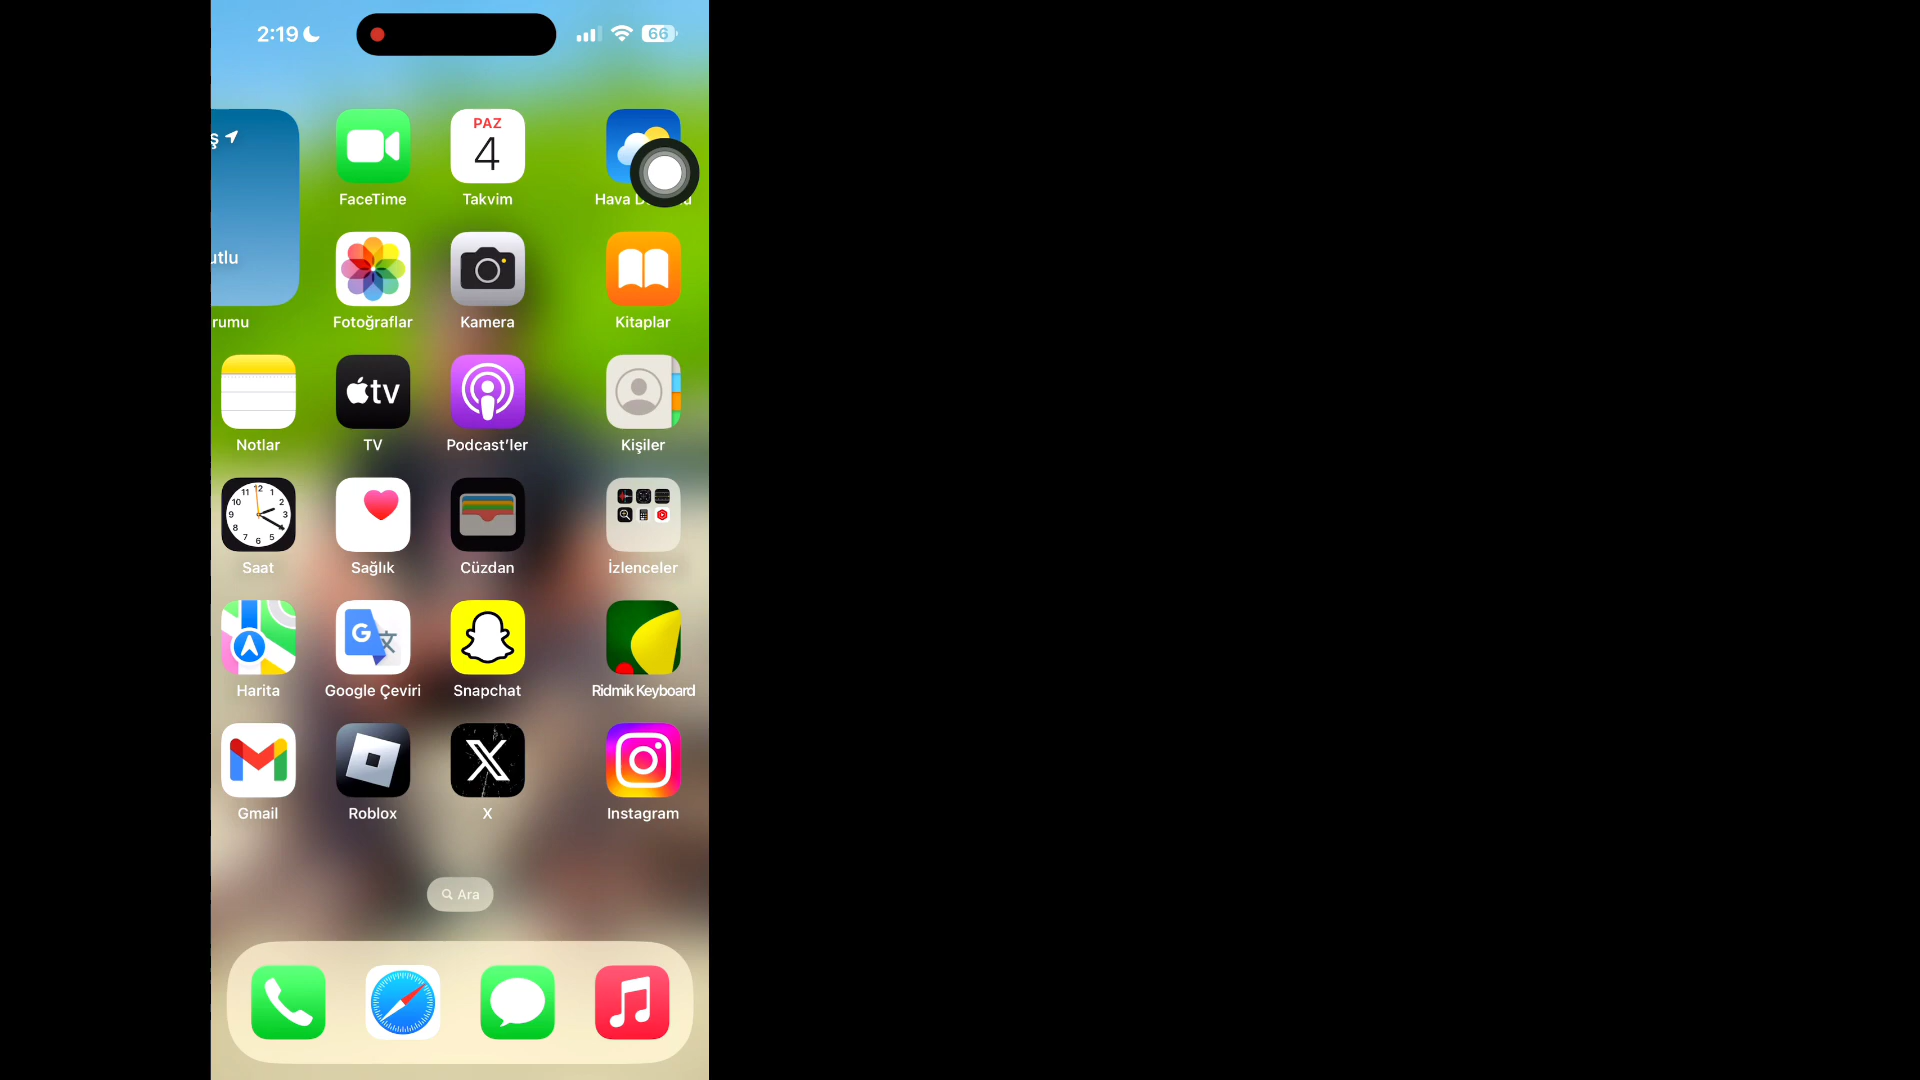 2:19
66
PAZ
4
FaceTime
Takvim
Hava
utlu
rumu
Fotoğraflar
Kamera
Kitaplar
tv
Notlar
TV
Podcast'ler
Kişiler
Saat
Sağlık
Cüzdan
İzlenceler
G
Harita
Google Çeviri
Snapchat
Ridmik Keyboard
Gmail
Roblox
X
Instagram
Ara